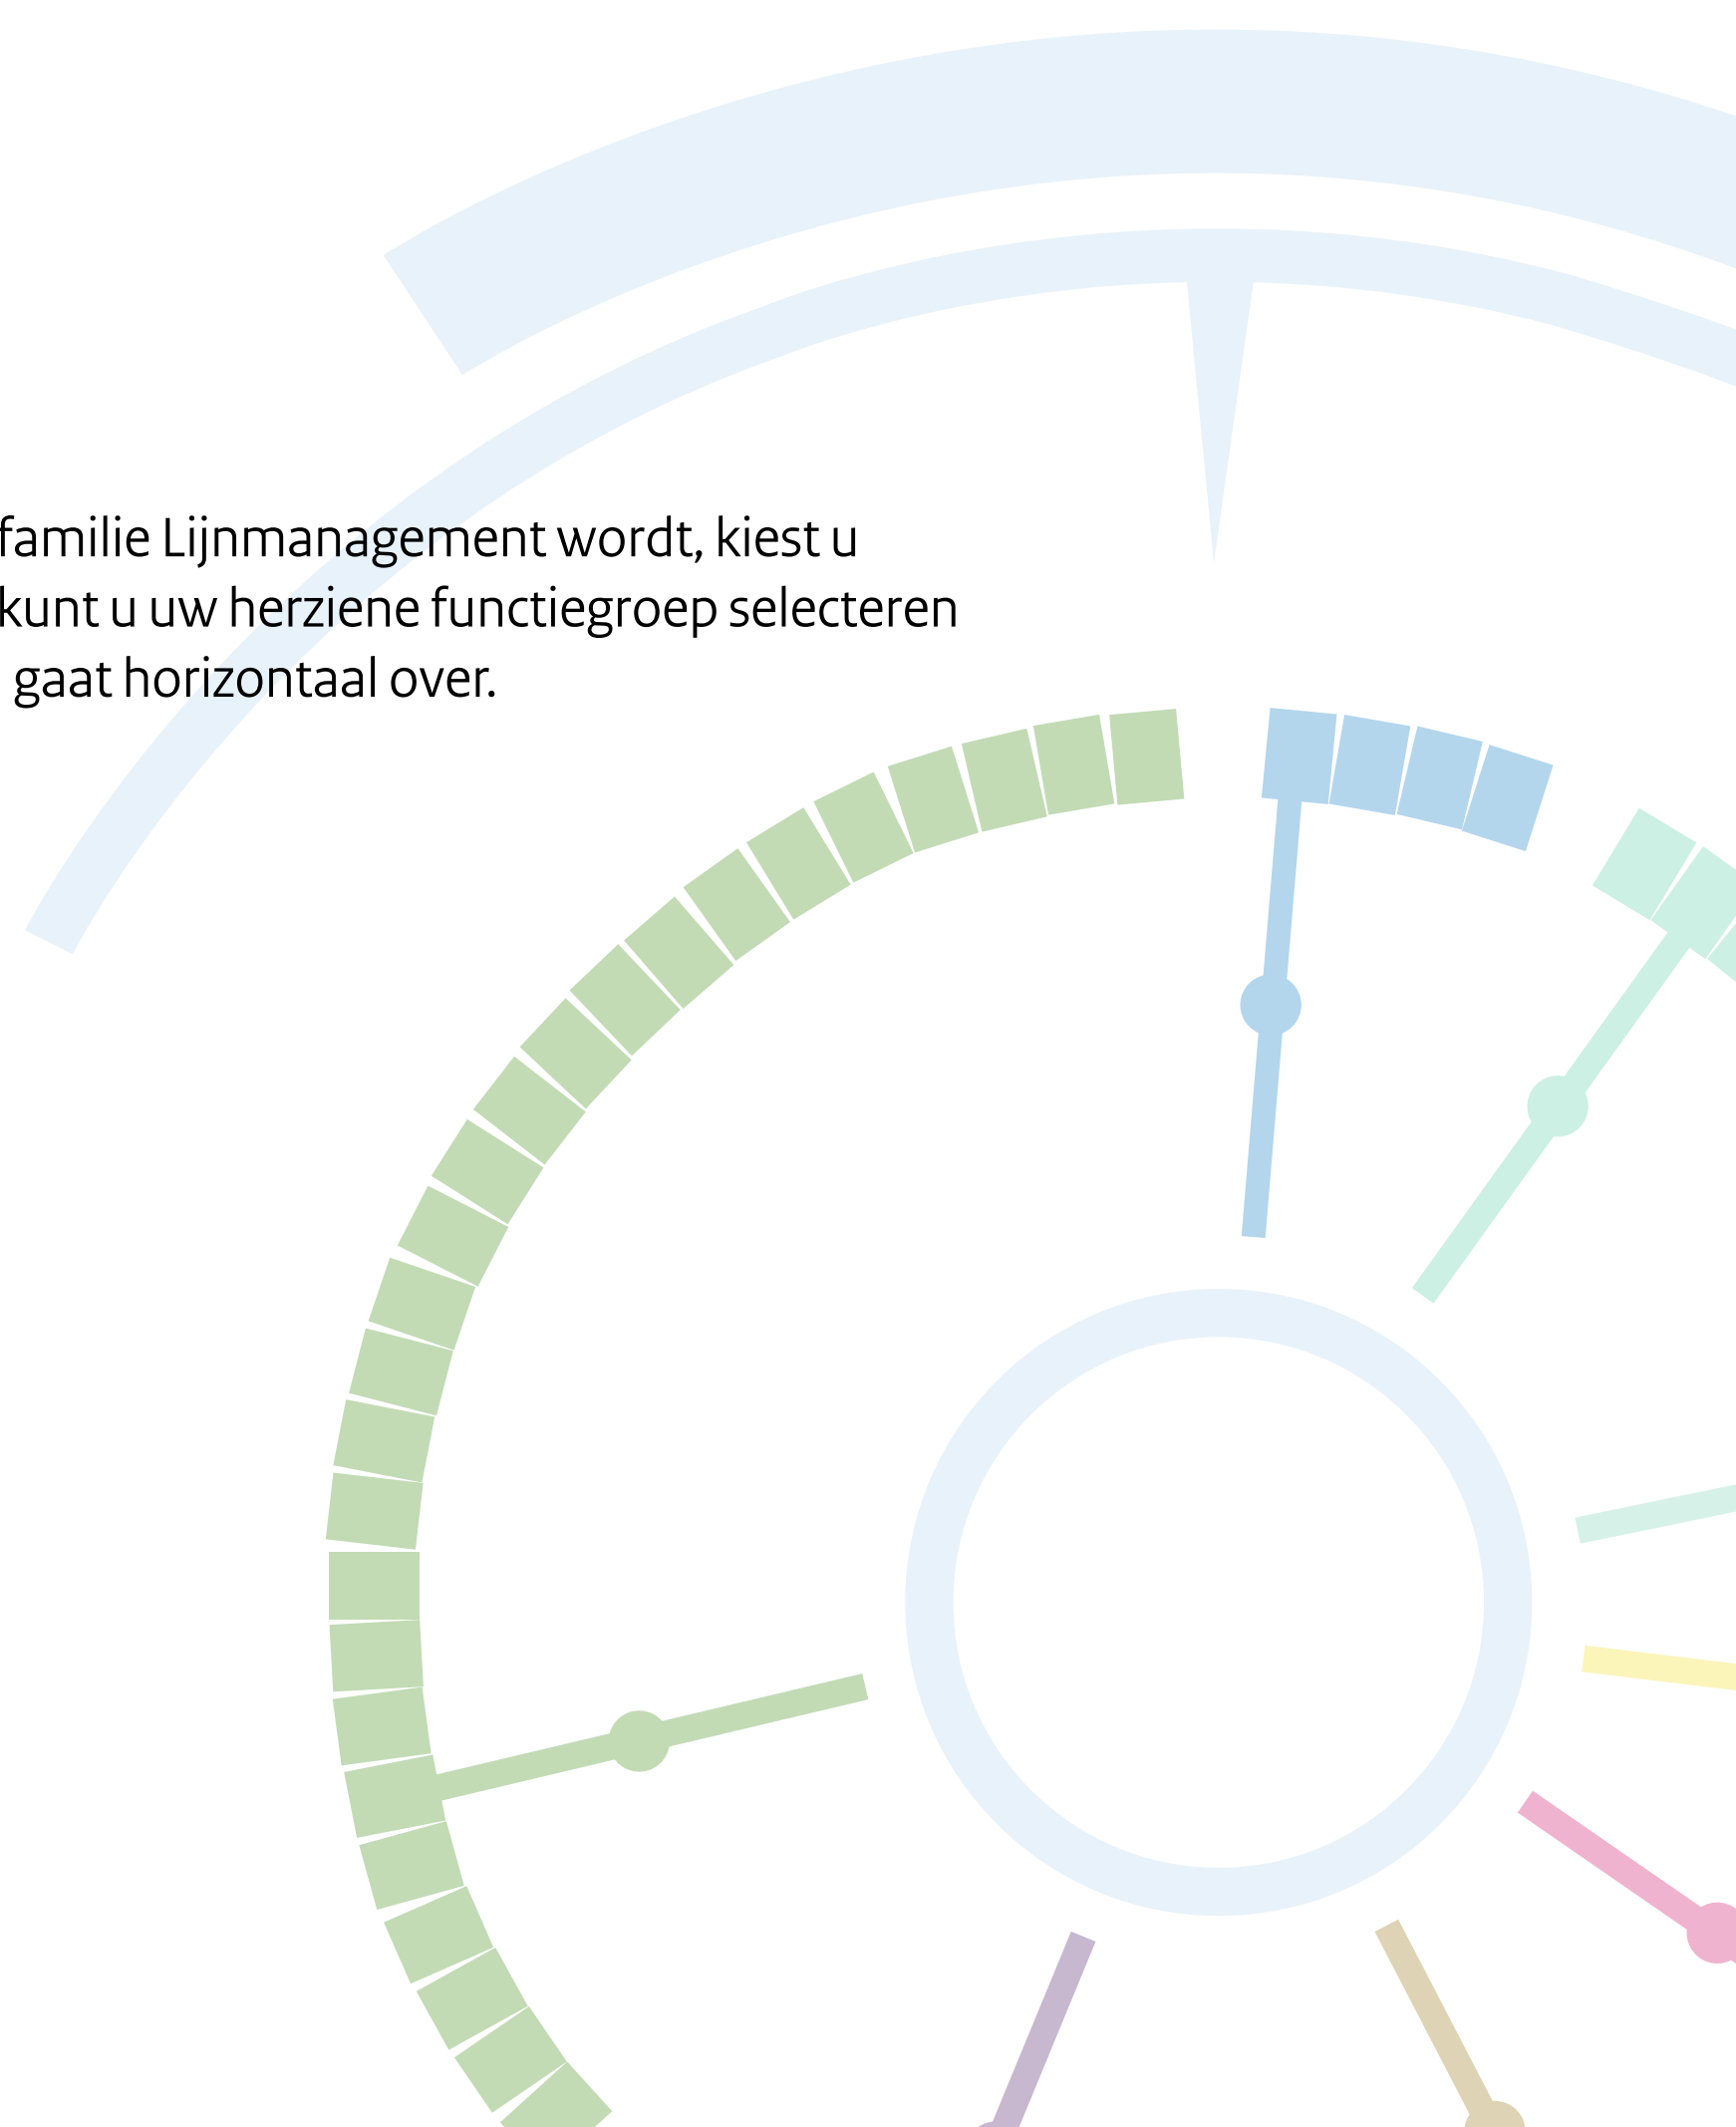 familie Lijnmanagement wordt, kiest u
kunt u uw herziene functiegroep selecteren
gaat horizontaal over.